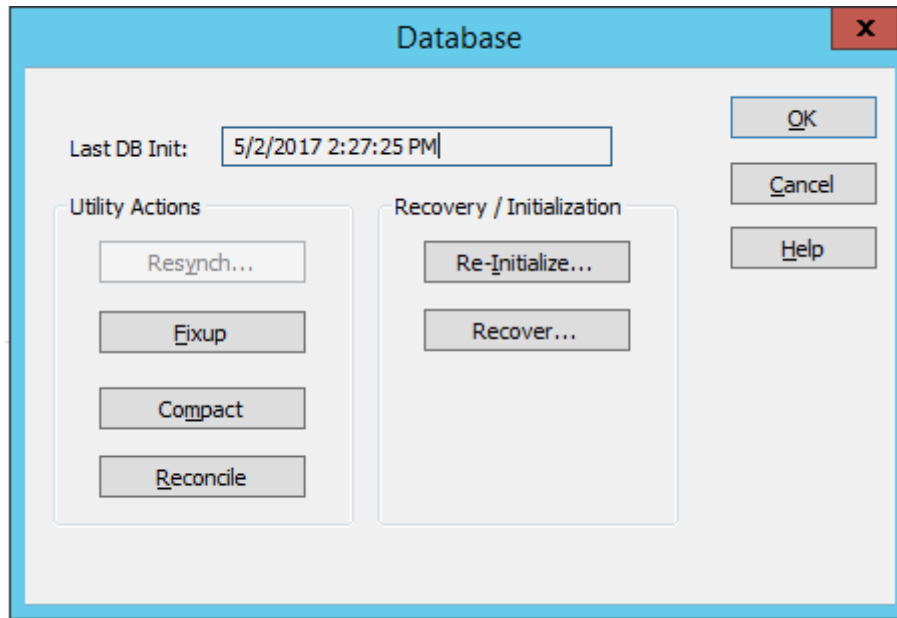 Database
x
Last DB Init:
5/2/2017 2:27:25 PM
OK
Cancel
Help
Utility Actions
Resynch...
Fixup
Compact
Reconcile
Recovery / Initialization
Re-Initialize...
Recover...